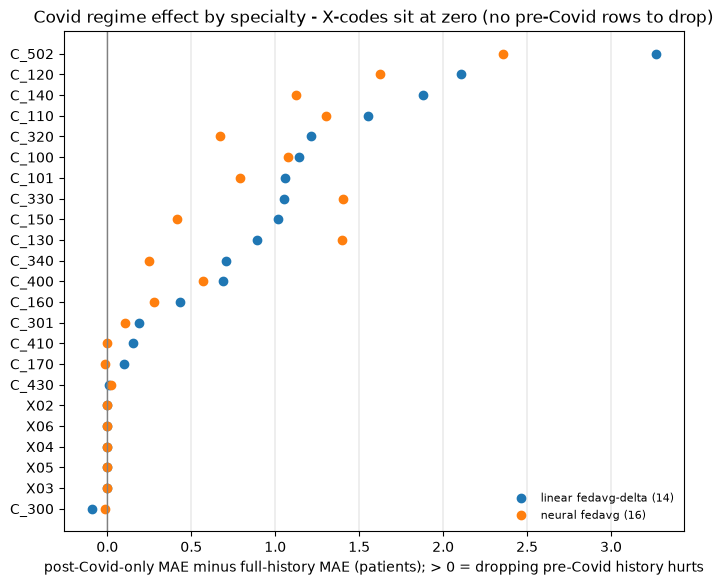 Covid regime effect by specialty - X-codes sit at zero (no pre-Covid rows to drop)
C_502
C_120
C_140
C_110
C_320
C_100
C_101
C_330
C_150
C_130
C_340
C_400
C_160
C_301
C_410
C_170
C_430
X02
X06
X04
X05
X03
C_300
linear fedavg-delta (14)
neural fedavg (16)
0.0 0.5 1.0 1.5 2.0 2.5 3.0
post-Covid-only MAE minus full-history MAE (patients); > 0 = dropping pre-Covid history hurts